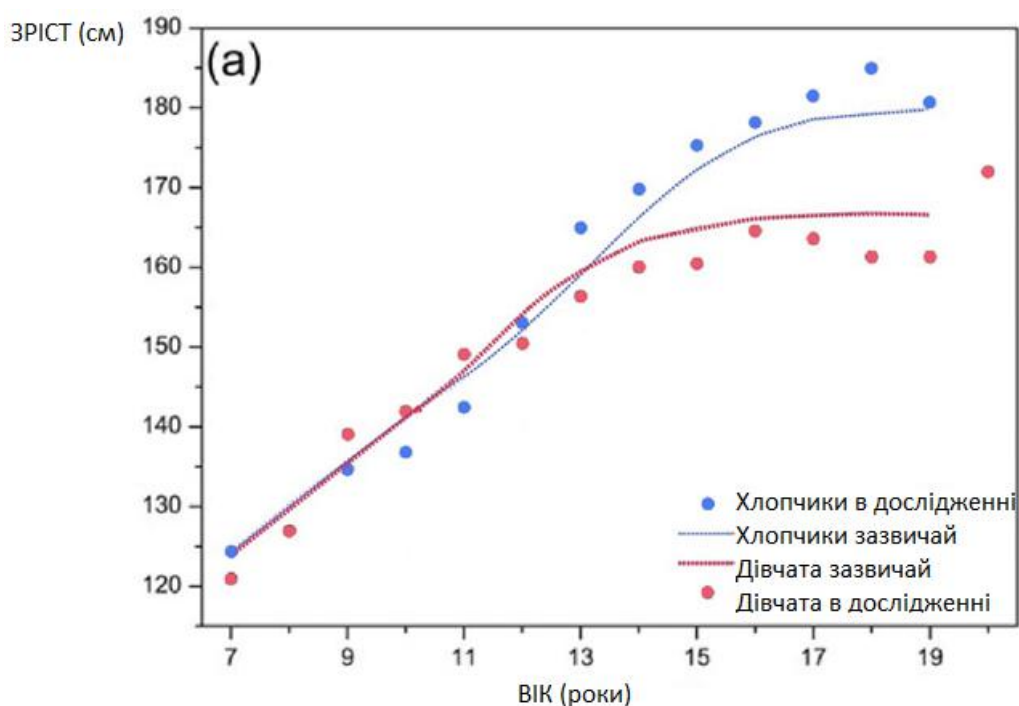 ЗРІСТ (см)
(a)
190
180
170
160
150
140
130
120
7 9 11 13 15 17 19
ВІК (роки)
Хлопчики в дослідженні
Хлопчики зазвичай
Дівчата зазвичай
Дівчата в дослідженні